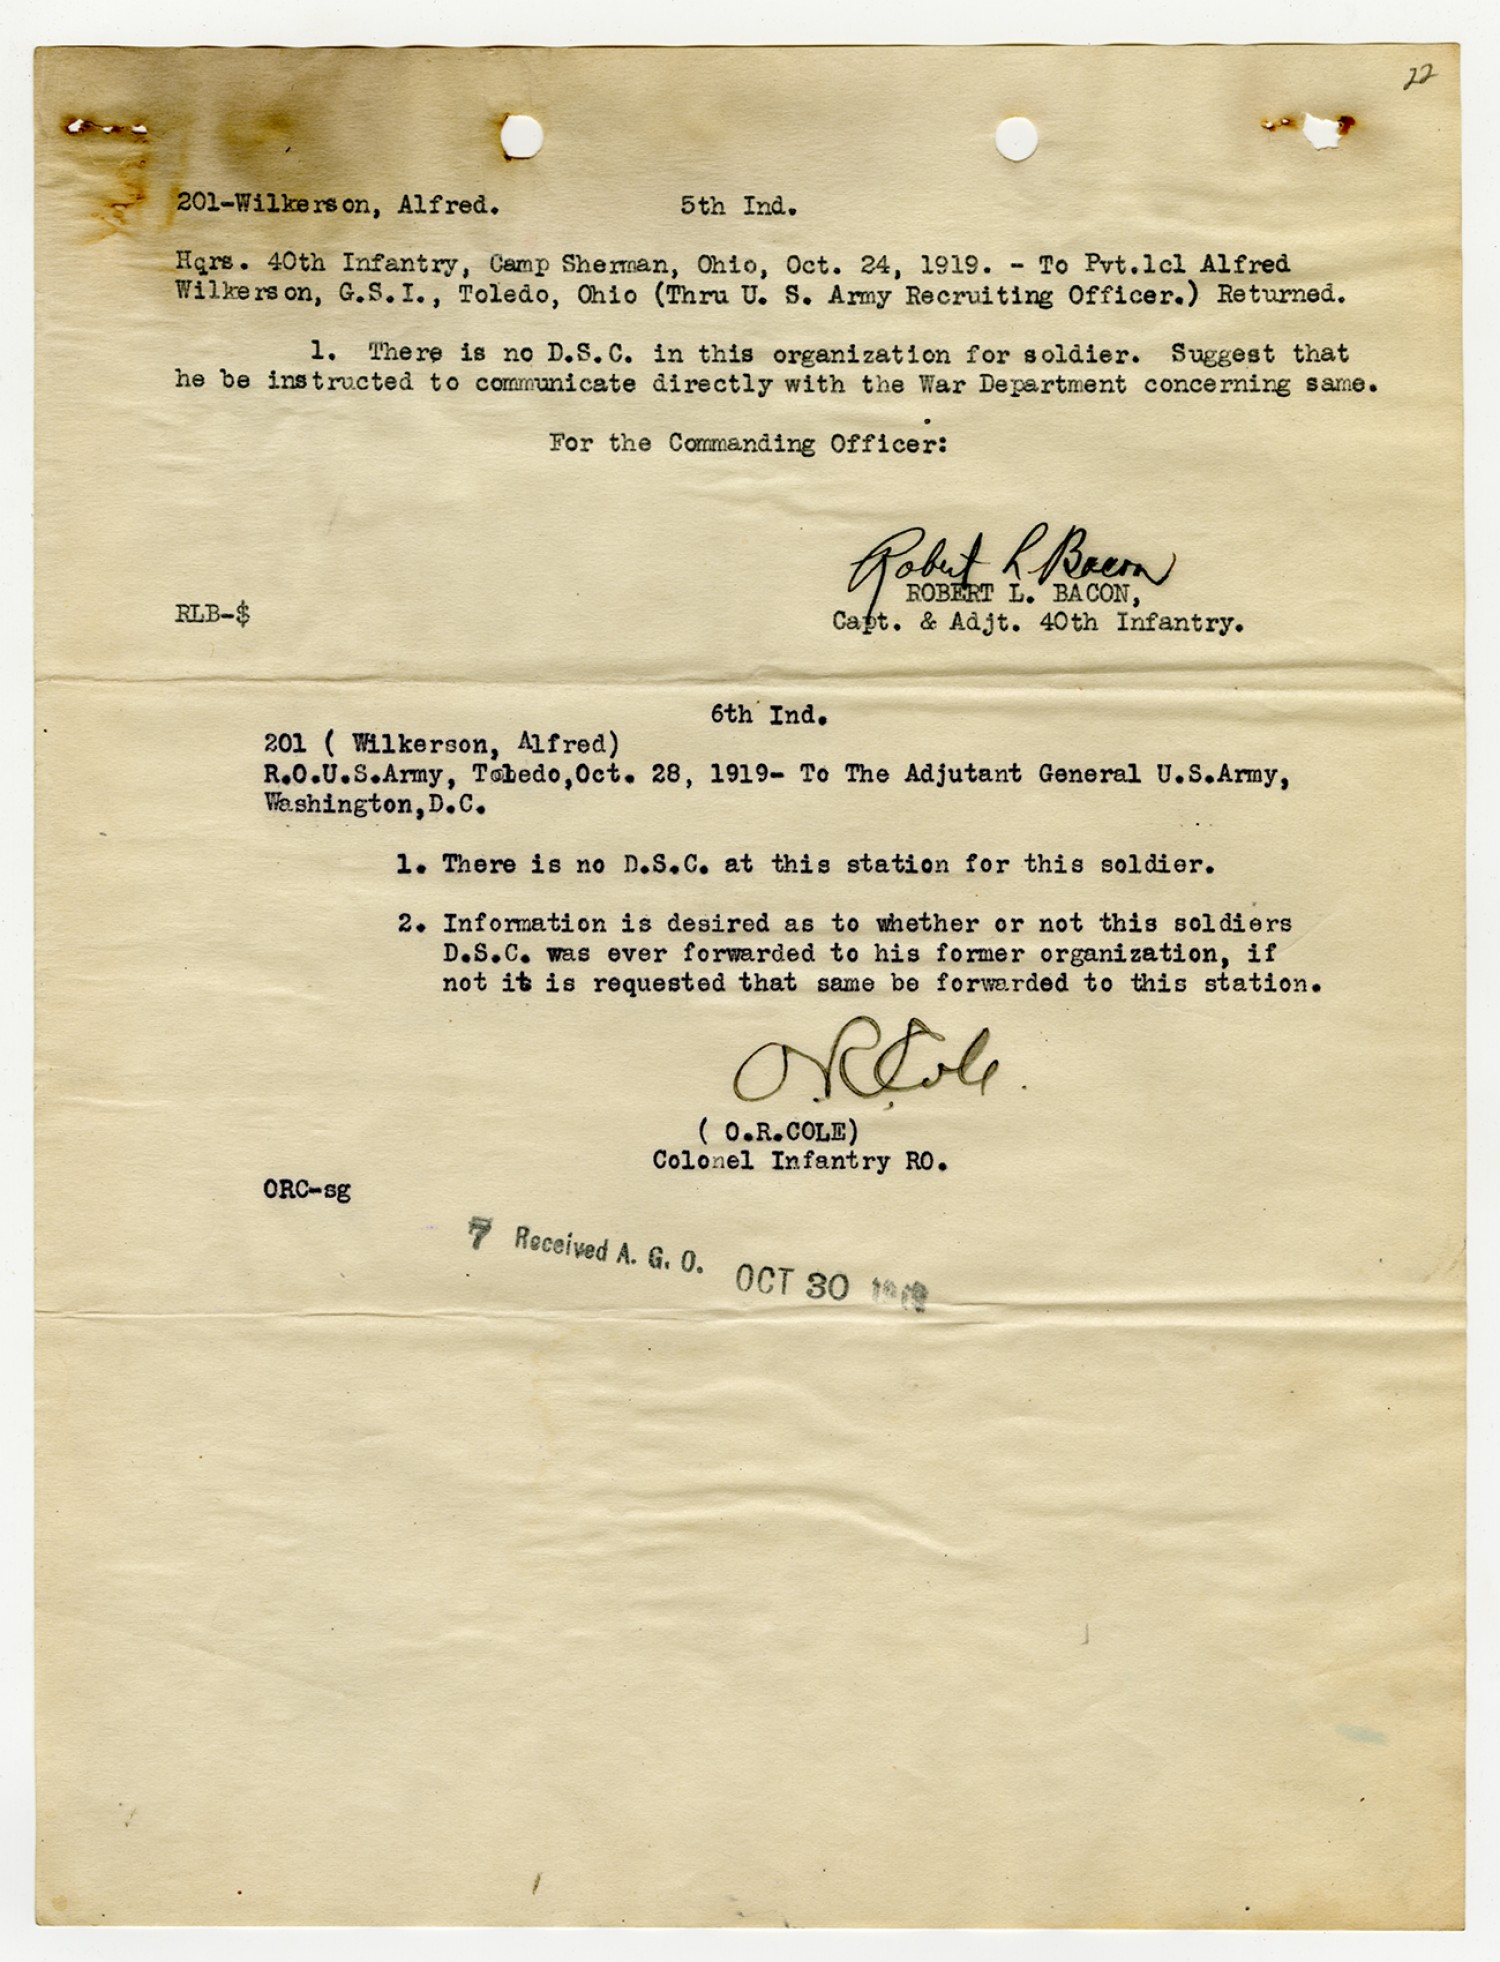 22
201-Wilkerson, Alfred. 5th Ind.
Hqrs. 40th Infantry, Camp Sherman, Ohio, Oct. 24, 1919. - To Pvt.1cl Alfred
Wilkerson, G.S.I., Toledo, Ohio (Thru U. S. Army Recruiting Officer.) Returned.
1. There is no D.S.C. in this organization for soldier. Suggest that
he be instructed to communicate directly with the War Department concerning same.
For the Commanding Officer:
Robert L Bacon
ROBERT L. BACON,
RLB-$
Capt. & Adjt. 40th Infantry.
6th Ind.
201 ( Wilkerson, Alfred)
R.O.U.S.Army, Toledo,Oct. 28, 1919- To The Adjutant General U.S.Army,
Washington,D.C.
1. There is no D.S.C. at this station for this soldier.
2. Information is desired as to whether or not this soldiers
D.S.C. was ever forwarded to his former organization, if
not it is requested that same be forwarded to this station.
O.R.Cole.
( O.R.COLE)
Colonel Infantry RO.
ORC-sg
7 Received A. G. O. OCT 30 1919